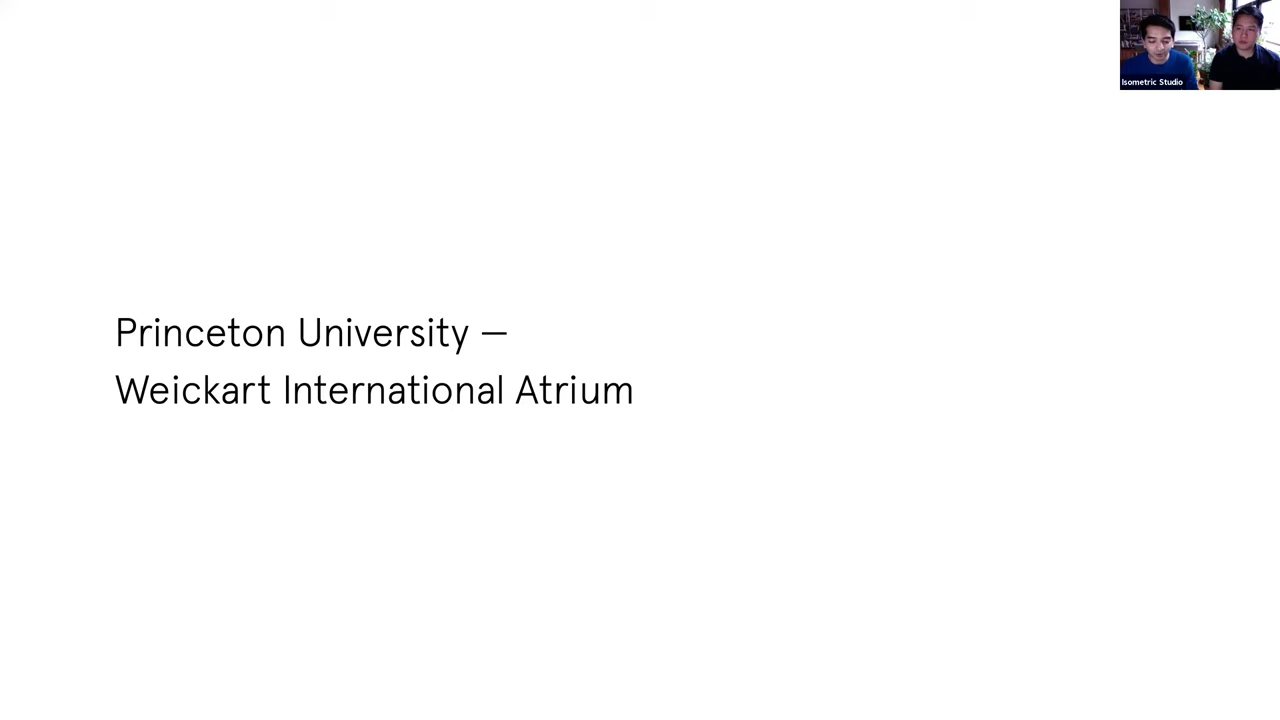 Isometric Studio
Princeton University —
Weickart International Atrium